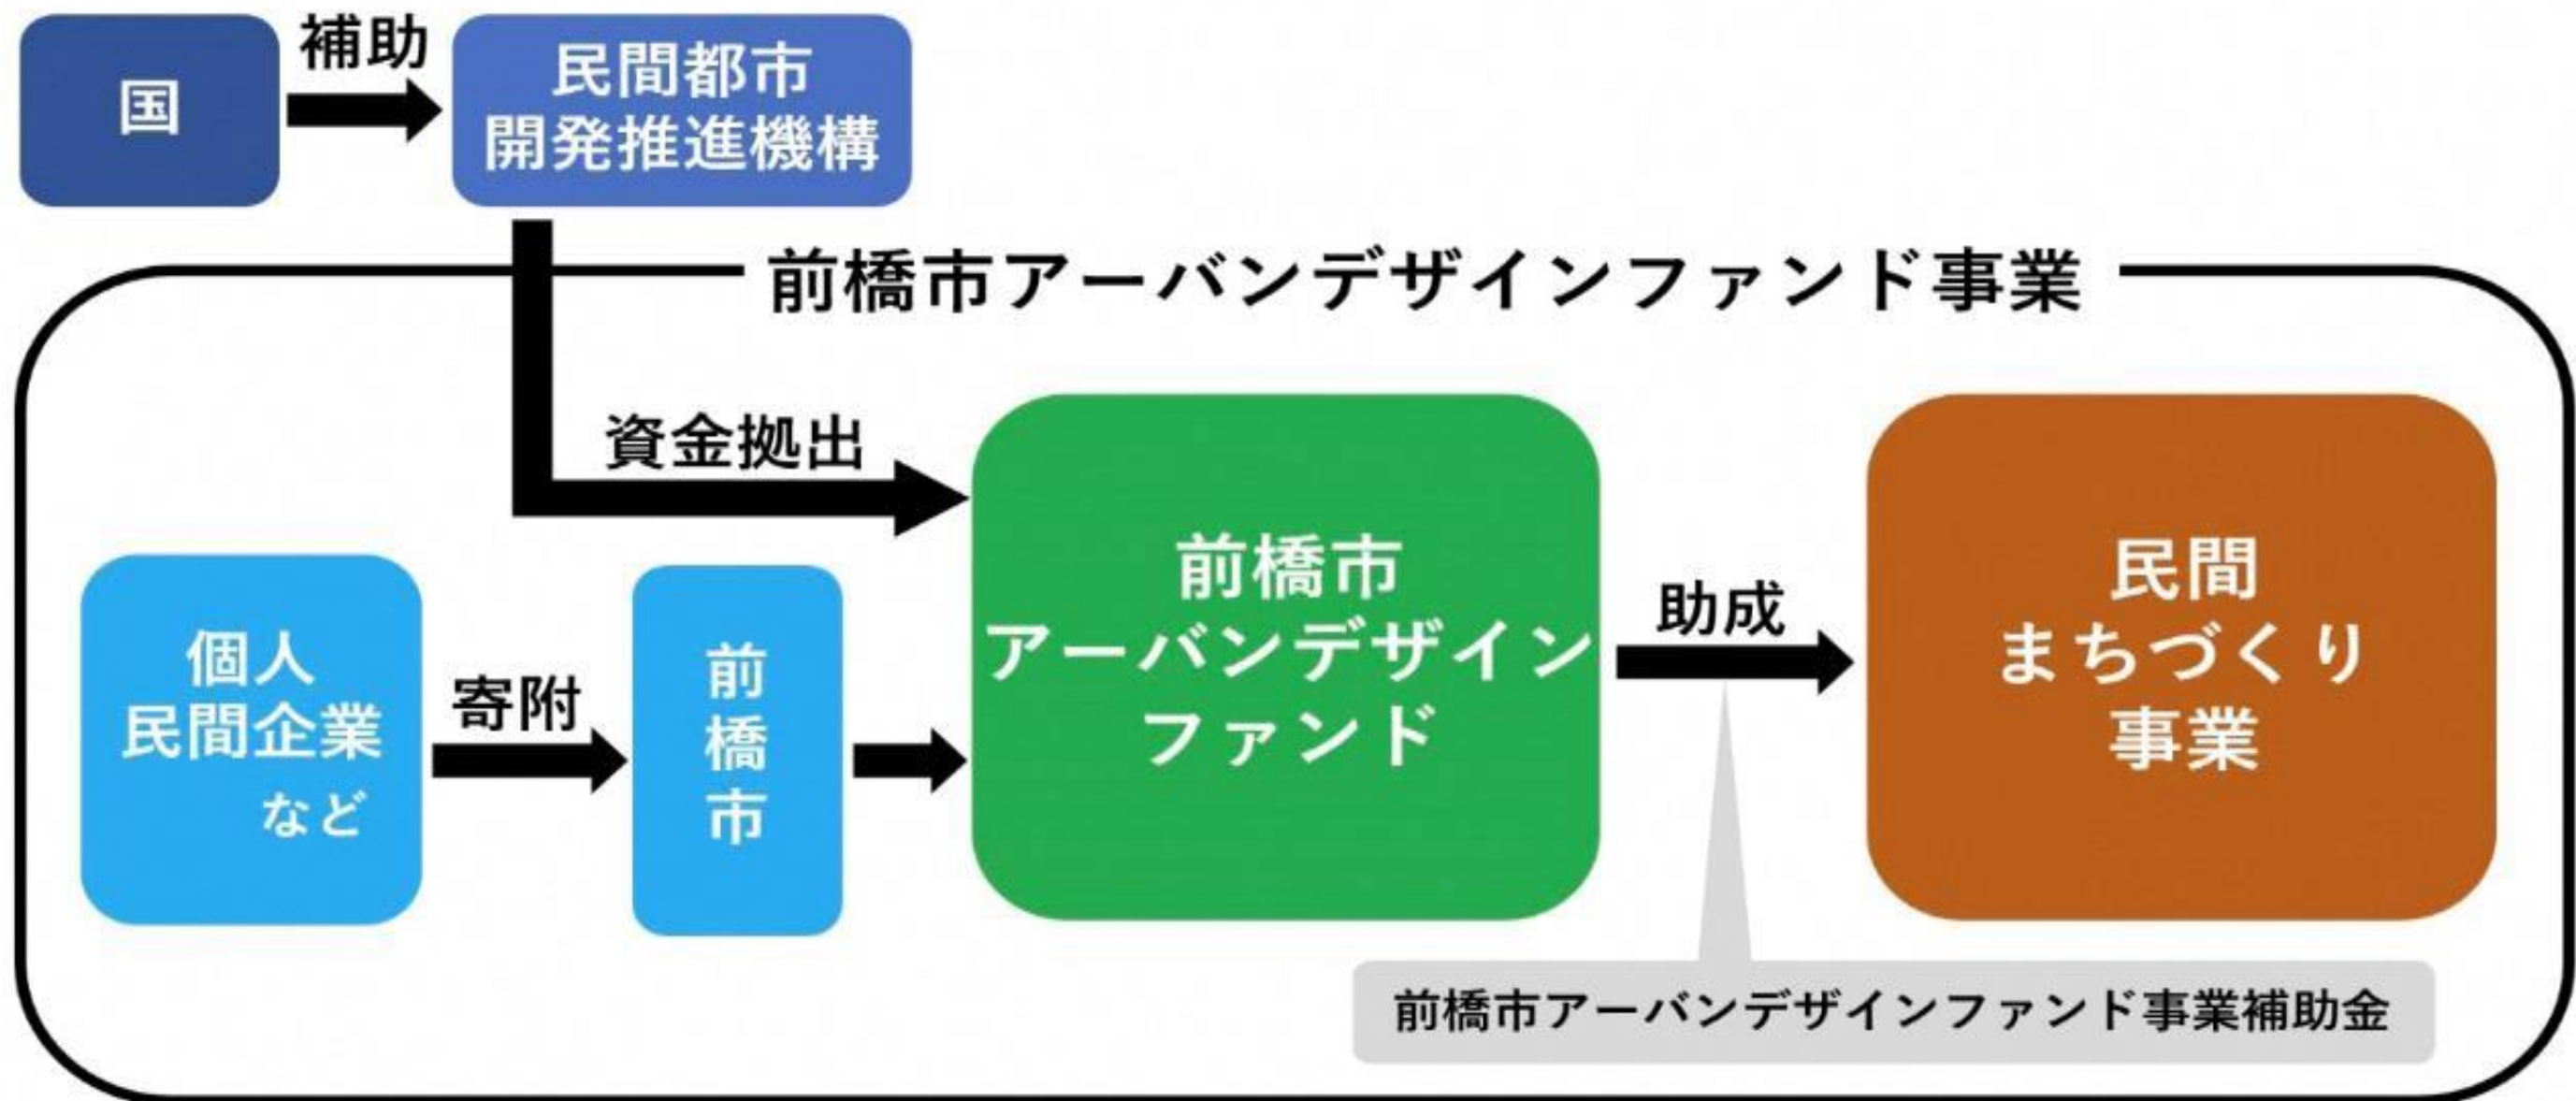 国
補助
民間都市
開発推進機構
前橋市アーバンデザインファンド事業
資金拠出
個人
民間企業
など
寄附
前橋市
前橋市
アーバンデザイン
ファンド
助成
民間
まちづくり
事業
前橋市アーバンデザインファンド事業補助金